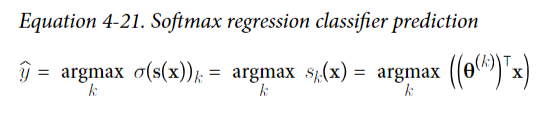 Equation 4-21. Softmax regression classifier prediction
ŷ = argmax σ(s(x))ₖ = argmax sₖ(x) = argmax ((θ⁽ᵏ⁾)ᵀx)
k k k